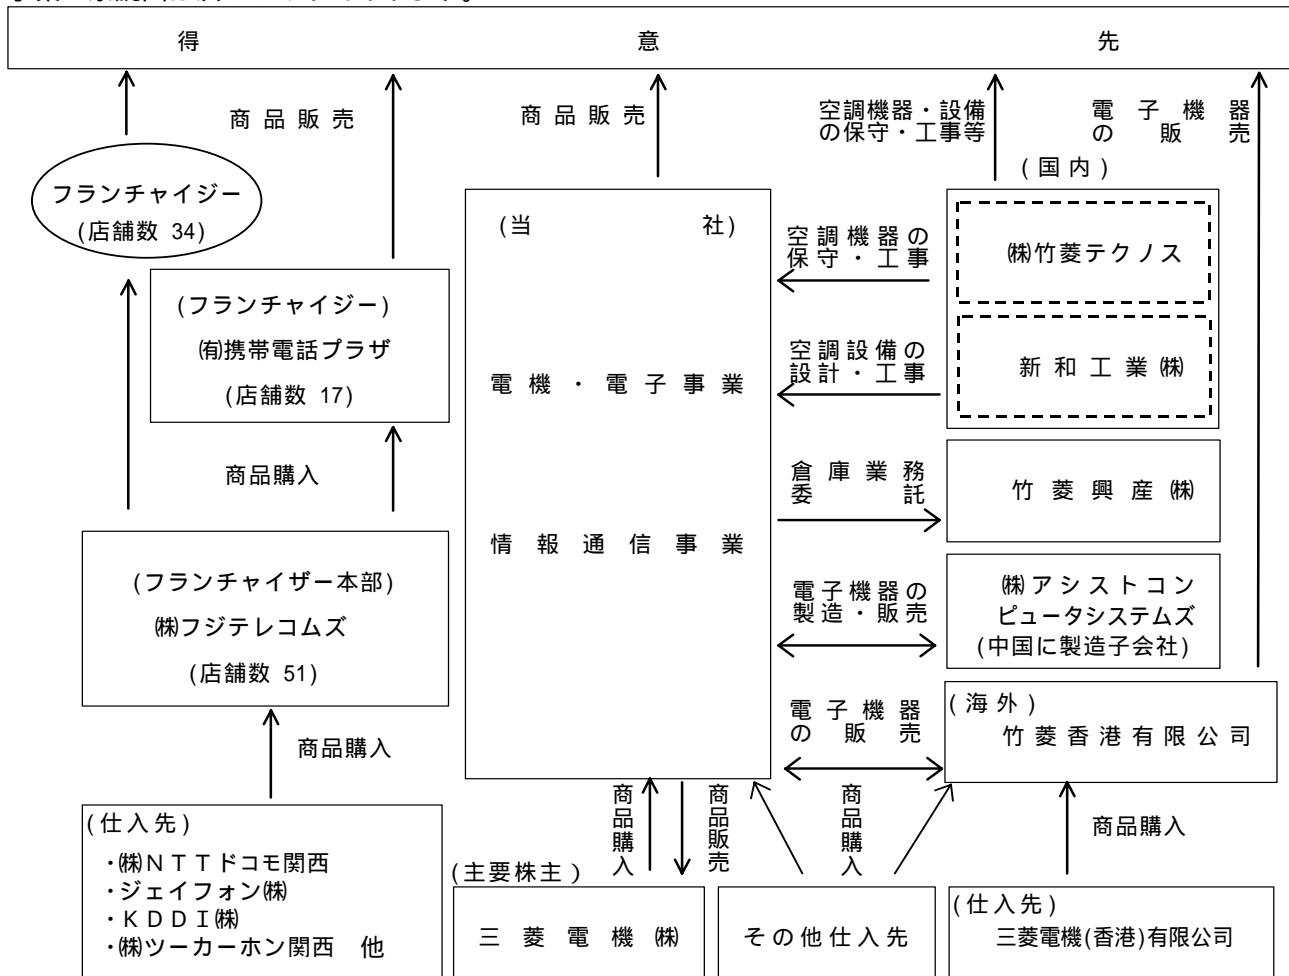 得 意 先
商品販売
商品販売
空調機器・設備
の保守・工事等
電子機器
の販売
(国内)
フランチャイジー
(店舗数 34)
(当 社)
空調機器の
保守・工事
㈱竹菱テクノス
(フランチャイジー)
㈲携帯電話プラザ
(店舗数 17)
電機・電子事業
空調設備の
設計・工事
新和工業㈱
商品購入
倉庫業務
委託
竹菱興産㈱
情報通信事業
(フランチャイザー本部)
㈱フジテレコムズ
(店舗数 51)
電子機器の
製造・販売
㈱アシストコン
ピュータシステムズ
(中国に製造子会社)
電子機器
の販売
(海外)
竹菱香港有限公司
商品購入
商品購入
商品販売
商品購入
商品購入
(仕入先)
・㈱NTTドコモ関西
・ジェイフォン㈱
・KDDI㈱
・㈱ツーカーホン関西 他
(主要株主)
三菱電機㈱
その他仕入先
(仕入先)
三菱電機(香港)有限公司